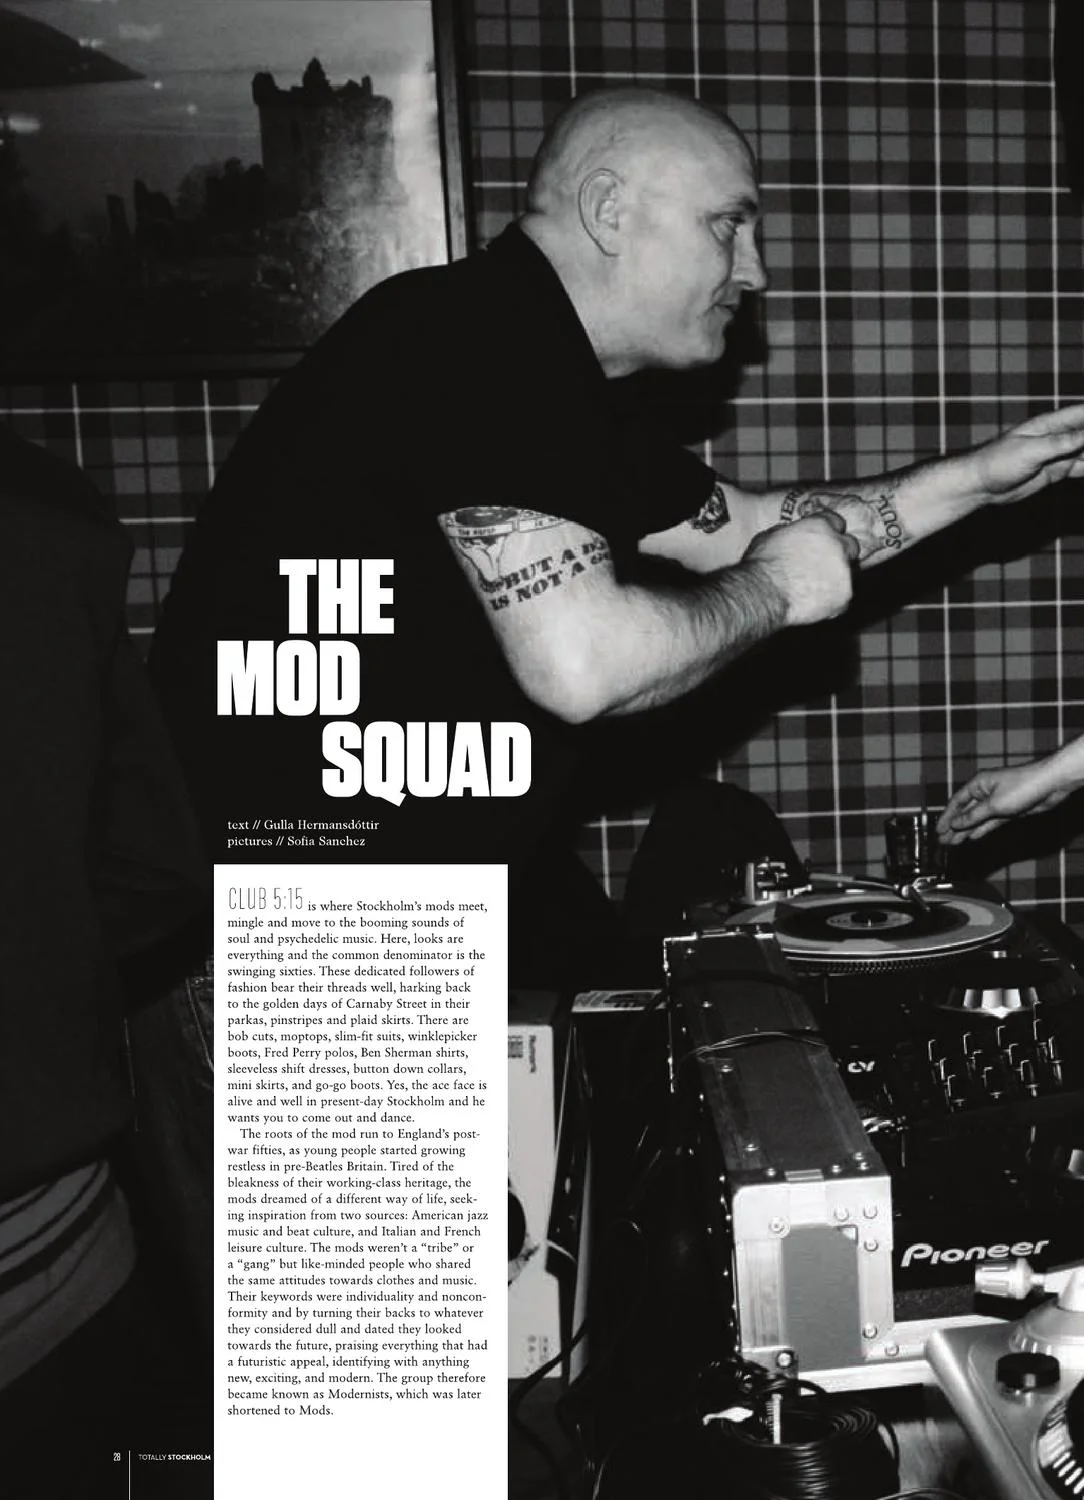 THE
MOD
SQUAD
text // Gulla Hermansdóttir
pictures // Sofia Sanchez
CLUB 5:15 is where Stockholm's mods meet,
mingle and move to the booming sounds of
soul and psychedelic music. Here, looks are
everything and the common denominator is the
swinging sixties. These dedicated followers of
fashion bear their threads well, harking back
to the golden days of Carnaby Street in their
parkas, pinstripes and plaid skirts. There are
bob cuts, moptops, slim-fit suits, winklepicker
boots, Fred Perry polos, Ben Sherman shirts,
sleeveless shift dresses, button down collars,
mini skirts, and go-go boots. Yes, the ace face is
alive and well in present-day Stockholm and he
wants you to come out and dance.
The roots of the mod run to England's post-
war fifties, as young people started growing
restless in pre-Beatles Britain. Tired of the
bleakness of their working-class heritage, the
mods dreamed of a different way of life, seek-
ing inspiration from two sources: American jazz
music and beat culture, and Italian and French
leisure culture. The mods weren't a “tribe” or
a “gang” but like-minded people who shared
the same attitudes towards clothes and music.
Their keywords were individuality and noncon-
formity and by turning their backs to whatever
they considered dull and dated they looked
towards the future, praising everything that had
a futuristic appeal, identifying with anything
new, exciting, and modern. The group therefore
became known as Modernists, which was later
shortened to Mods.
28 TOTALLY STOCKHOLM
BUT A
IS NOT A
SOUL
Pioneer